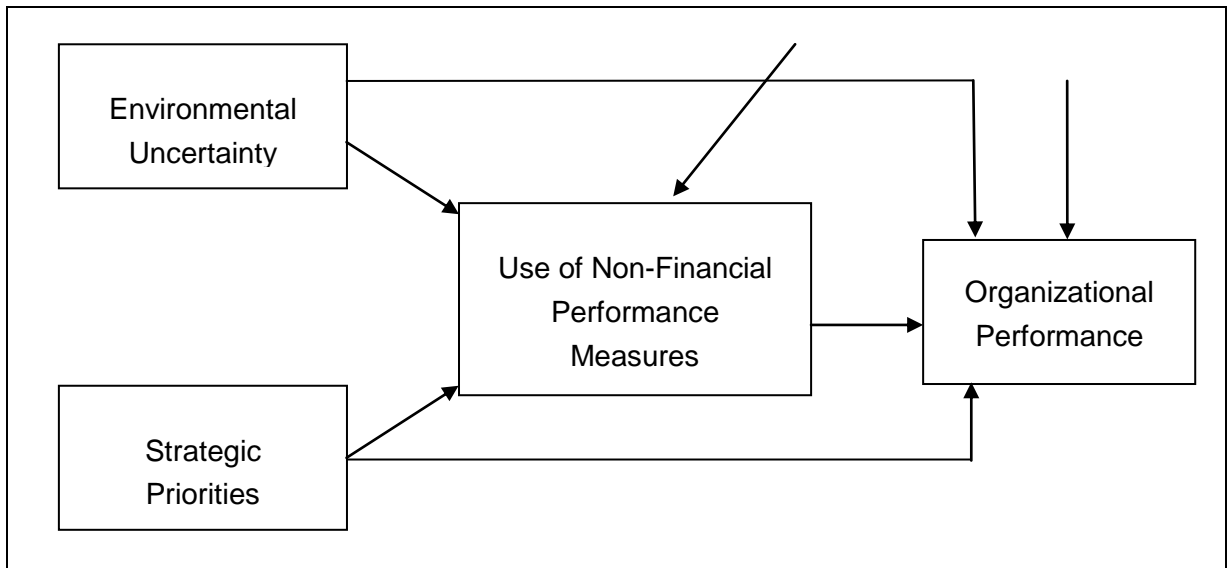 Environmental
Uncertainty
Use of Non-Financial
Performance
Measures
Organizational
Performance
Strategic
Priorities